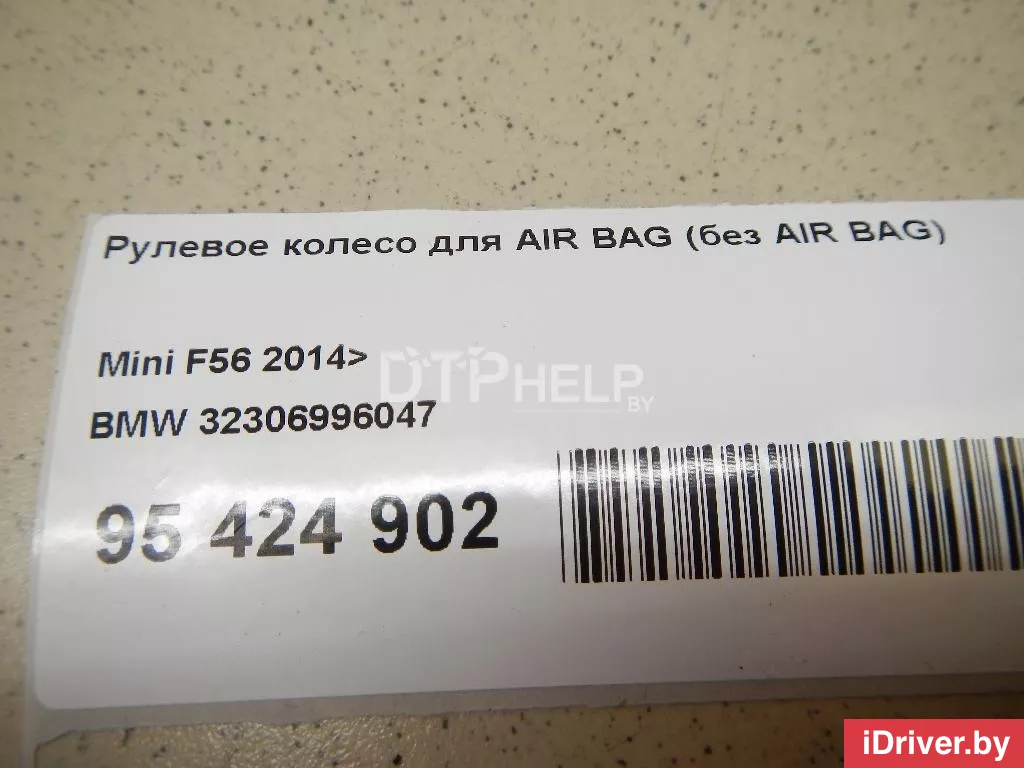 Рулевое колесо для AIR BAG (без AIR BAG)
Mini F56 2014>
DTPHELP.BY
BMW 32306996047
95 424 902
iDriver.by